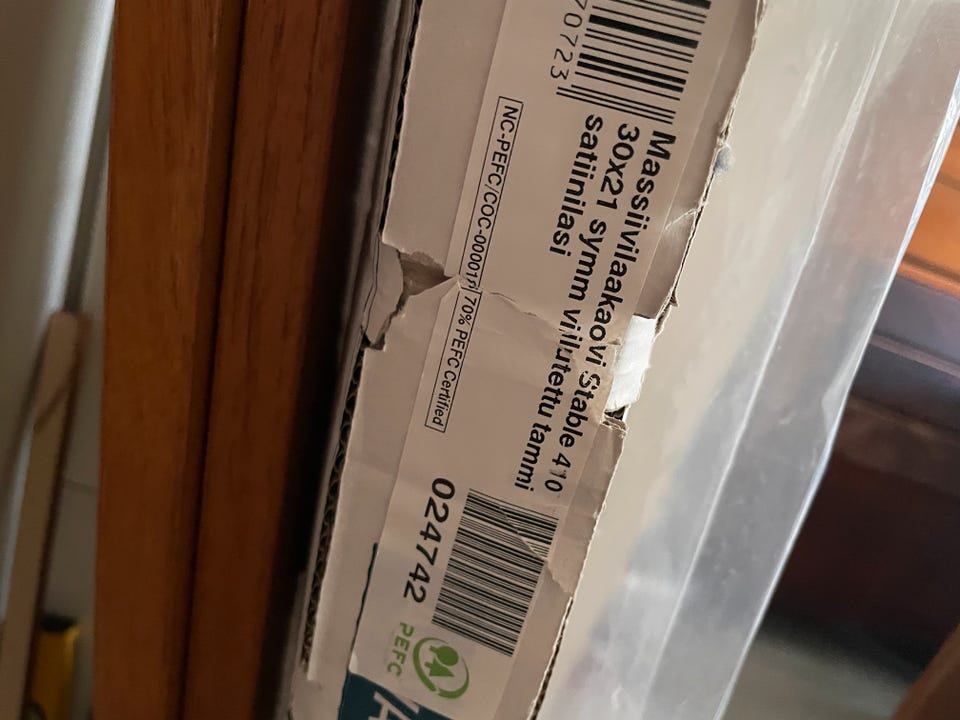 70723
Massiivilaakaovi Stable 410
30x21 symm viilutettu tammi
satiinilasi
NC-PEFC/COC-00001
70% PEFC Certified
024742
PEFC